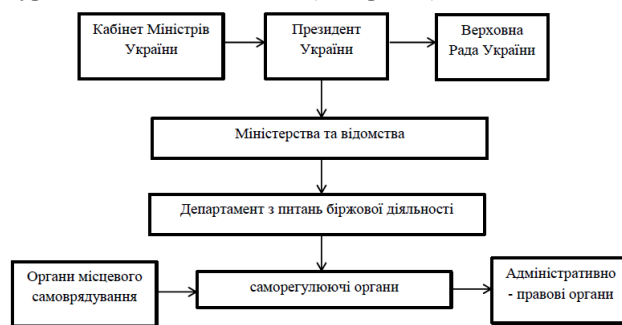 Кабінет Міністрів
України
Президент
України
Верховна
Рада України
Міністерства та відомства
Департамент з питань біржової діяльності
Органи місцевого
самоврядування
саморегулюючі органи
Адміністративно
- правові органи